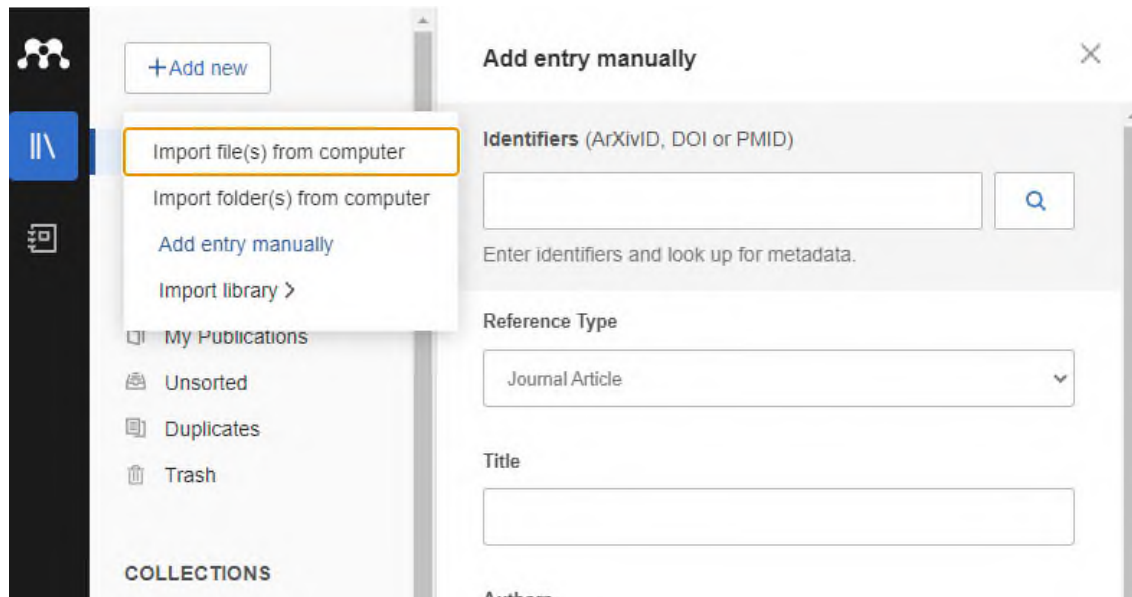 +Add new
Import file(s) from computer
Import folder(s) from computer
Add entry manually
Import library >
My Publications
Unsorted
Duplicates
Trash
COLLECTIONS
Add entry manually
Identifiers (ArXivID, DOI or PMID)
Enter identifiers and look up for metadata.
Reference Type
Journal Article
Title
Authors